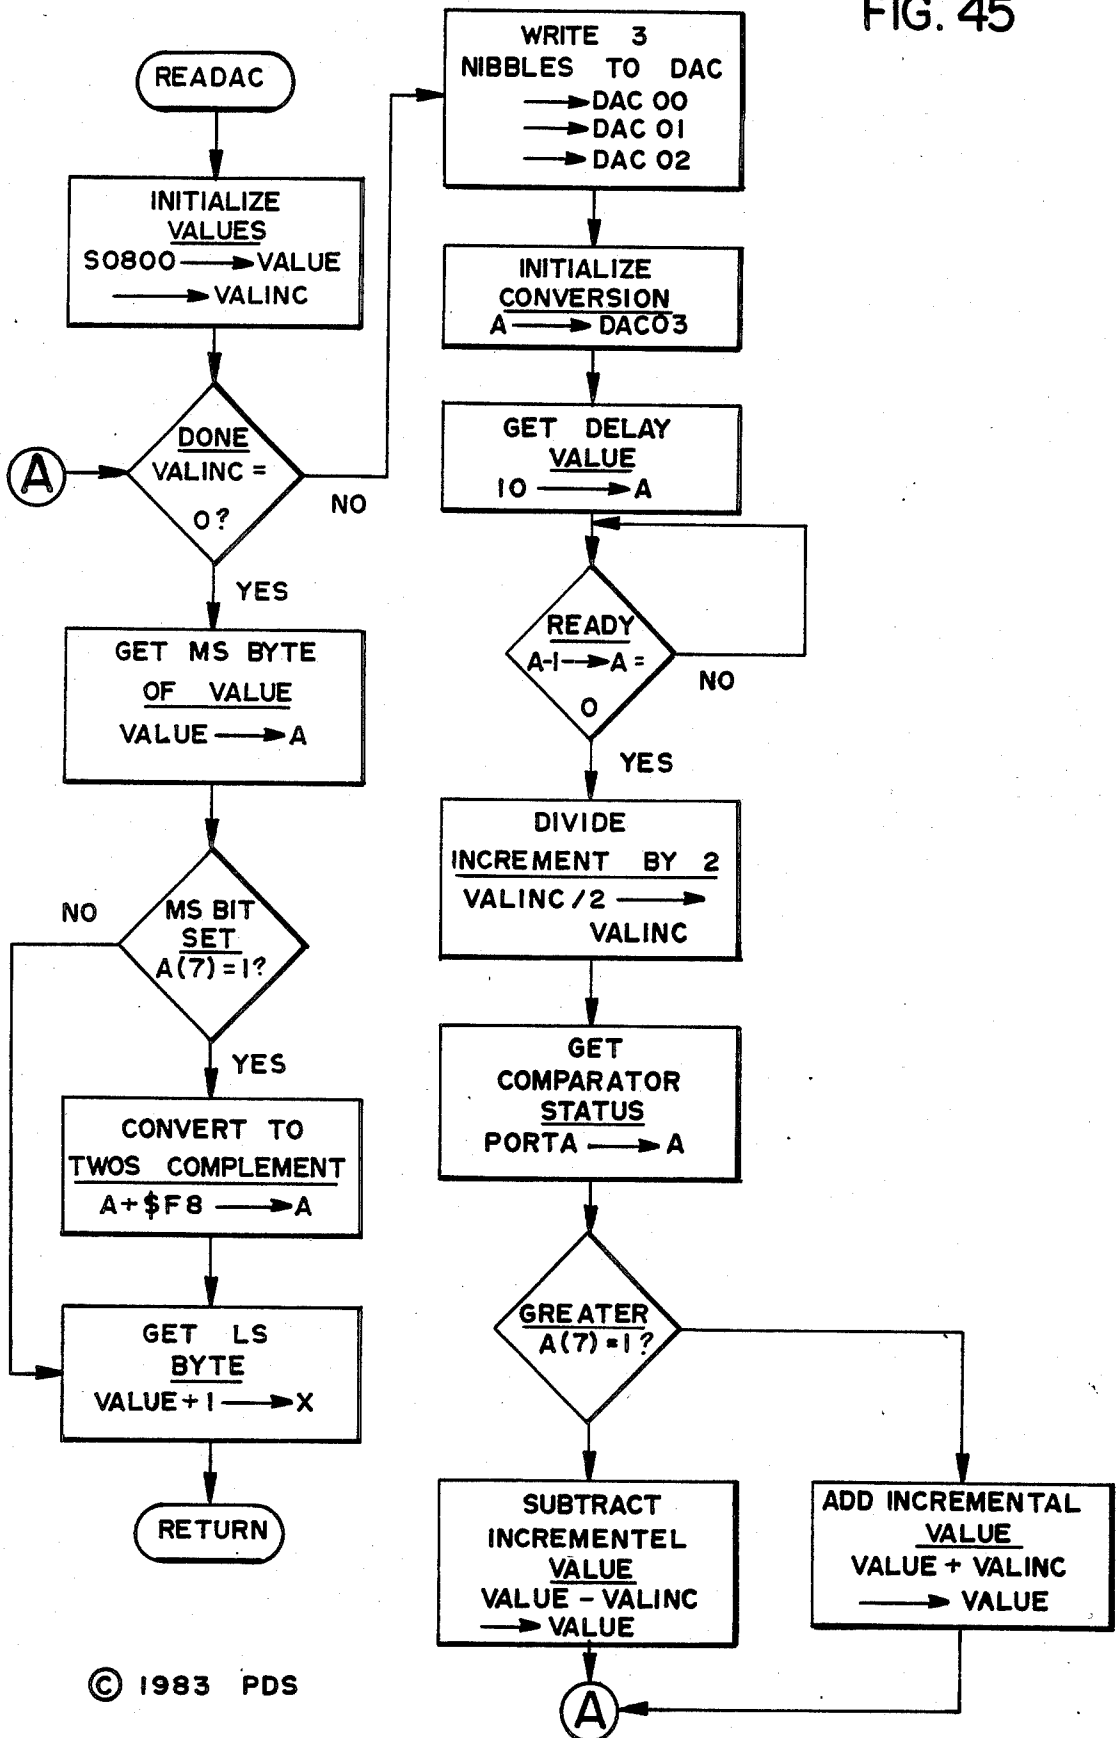 FIG. 45
READAC
INITIALIZE
VALUES
S0800 → VALUE
→ VALINC
A
DONE
VALINC =
0?
NO
YES
GET MS BYTE
OF VALUE
VALUE → A
MS BIT
SET
A(7)=1?
NO
YES
CONVERT TO
TWOS COMPLEMENT
A+$F8 → A
GET LS
BYTE
VALUE+1 → X
RETURN
WRITE 3
NIBBLES TO DAC
→ DAC 00
→ DAC 01
→ DAC 02
INITIALIZE
CONVERSION
A → DAC03
GET DELAY
VALUE
10 → A
READY
A-1→A =
0
NO
YES
DIVIDE
INCREMENT BY 2
VALINC/2 →
VALINC
GET
COMPARATOR
STATUS
PORTA → A
GREATER
A(7)=1?
SUBTRACT
INCREMENTEL
VALUE
VALUE - VALINC
→ VALUE
ADD INCREMENTAL
VALUE
VALUE + VALINC
→ VALUE
A
© 1983 PDS